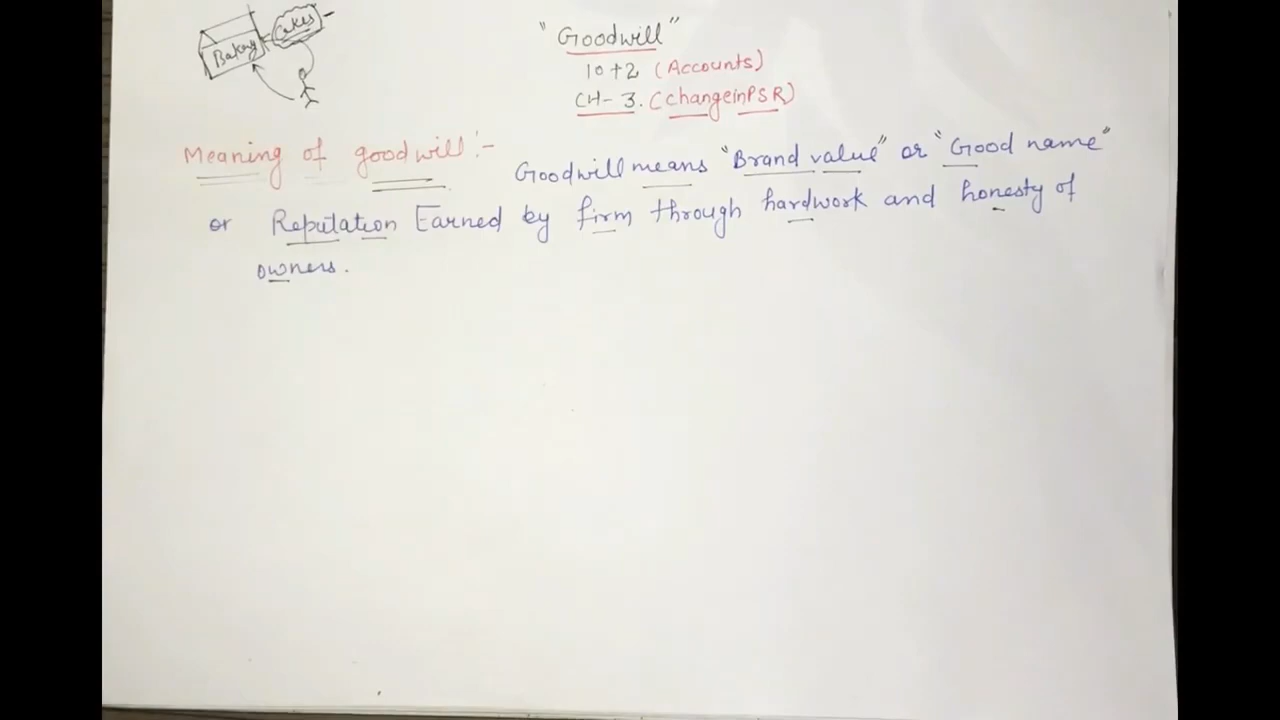 Bakery
Cakes
"Goodwill"
10+2 (Accounts)
CH-3. (Change in PSR)
Meaning of goodwill:-
Goodwill means "Brand value" or "Good name"
or Reputation Earned by firm through hardwork and honesty of
owners.